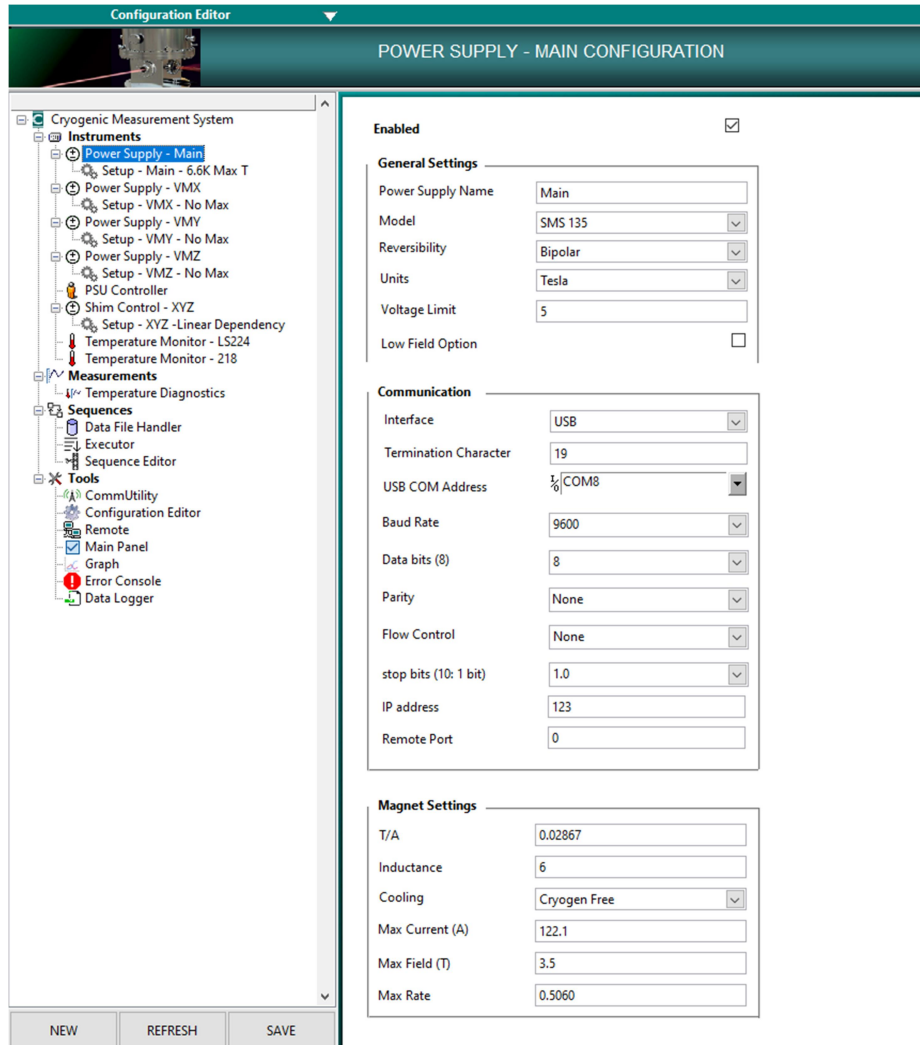 Configuration Editor
POWER SUPPLY - MAIN CONFIGURATION
Cryogenic Measurement System
Instruments
Power Supply - Main
Setup - Main - 6.6K Max T
Power Supply - VMX
Setup - VMX - No Max
Power Supply - VMY
Setup - VMY - No Max
Power Supply - VMZ
Setup - VMZ - No Max
PSU Controller
Shim Control - XYZ
Setup - XYZ -Linear Dependency
Temperature Monitor - LS224
Temperature Monitor - 218
Measurements
Temperature Diagnostics
Sequences
Data File Handler
Executor
Sequence Editor
Tools
CommUtility
Configuration Editor
Remote
Main Panel
Graph
Error Console
Data Logger
NEW REFRESH SAVE
Enabled
General Settings
Power Supply Name Main
Model SMS 135
Reversibility Bipolar
Units Tesla
Voltage Limit 5
Low Field Option
Communication
Interface USB
Termination Character 19
USB COM Address COM8
Baud Rate 9600
Data bits (8) 8
Parity None
Flow Control None
stop bits (10: 1 bit) 1.0
IP address 123
Remote Port 0
Magnet Settings
T/A 0.02867
Inductance 6
Cooling Cryogen Free
Max Current (A) 122.1
Max Field (T) 3.5
Max Rate 0.5060